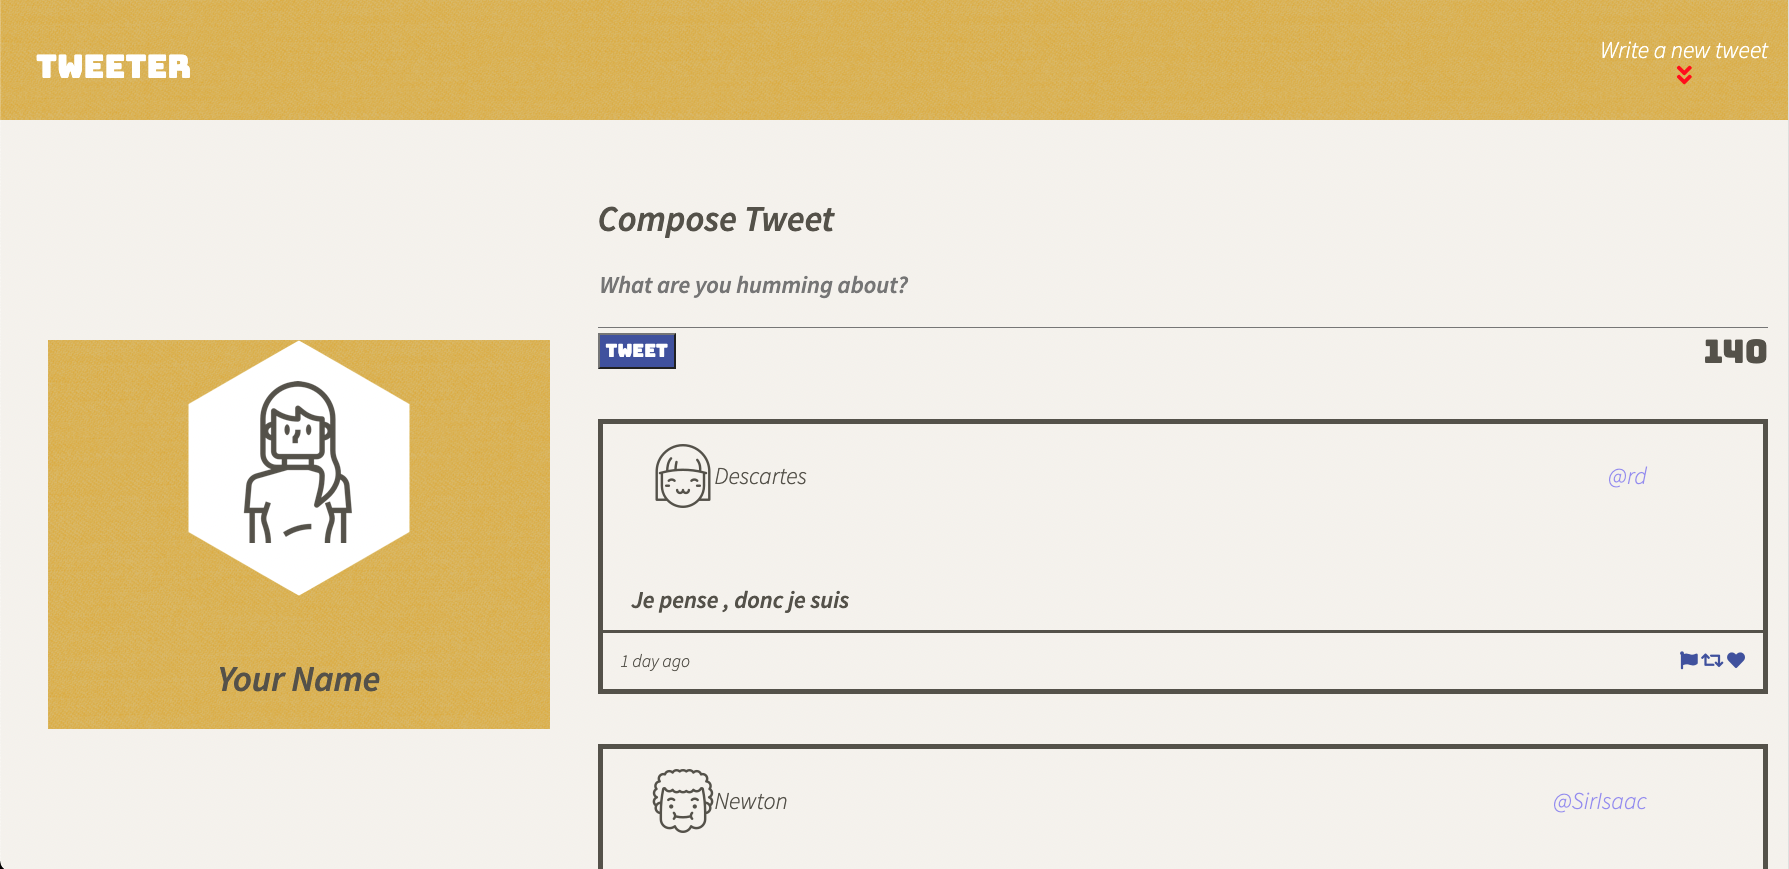 TWEETER
Write a new tweet
Compose Tweet
What are you humming about?
TWEET
140
Your Name
Descartes
@rd
Je pense , donc je suis
1 day ago
Newton
@SirIsaac